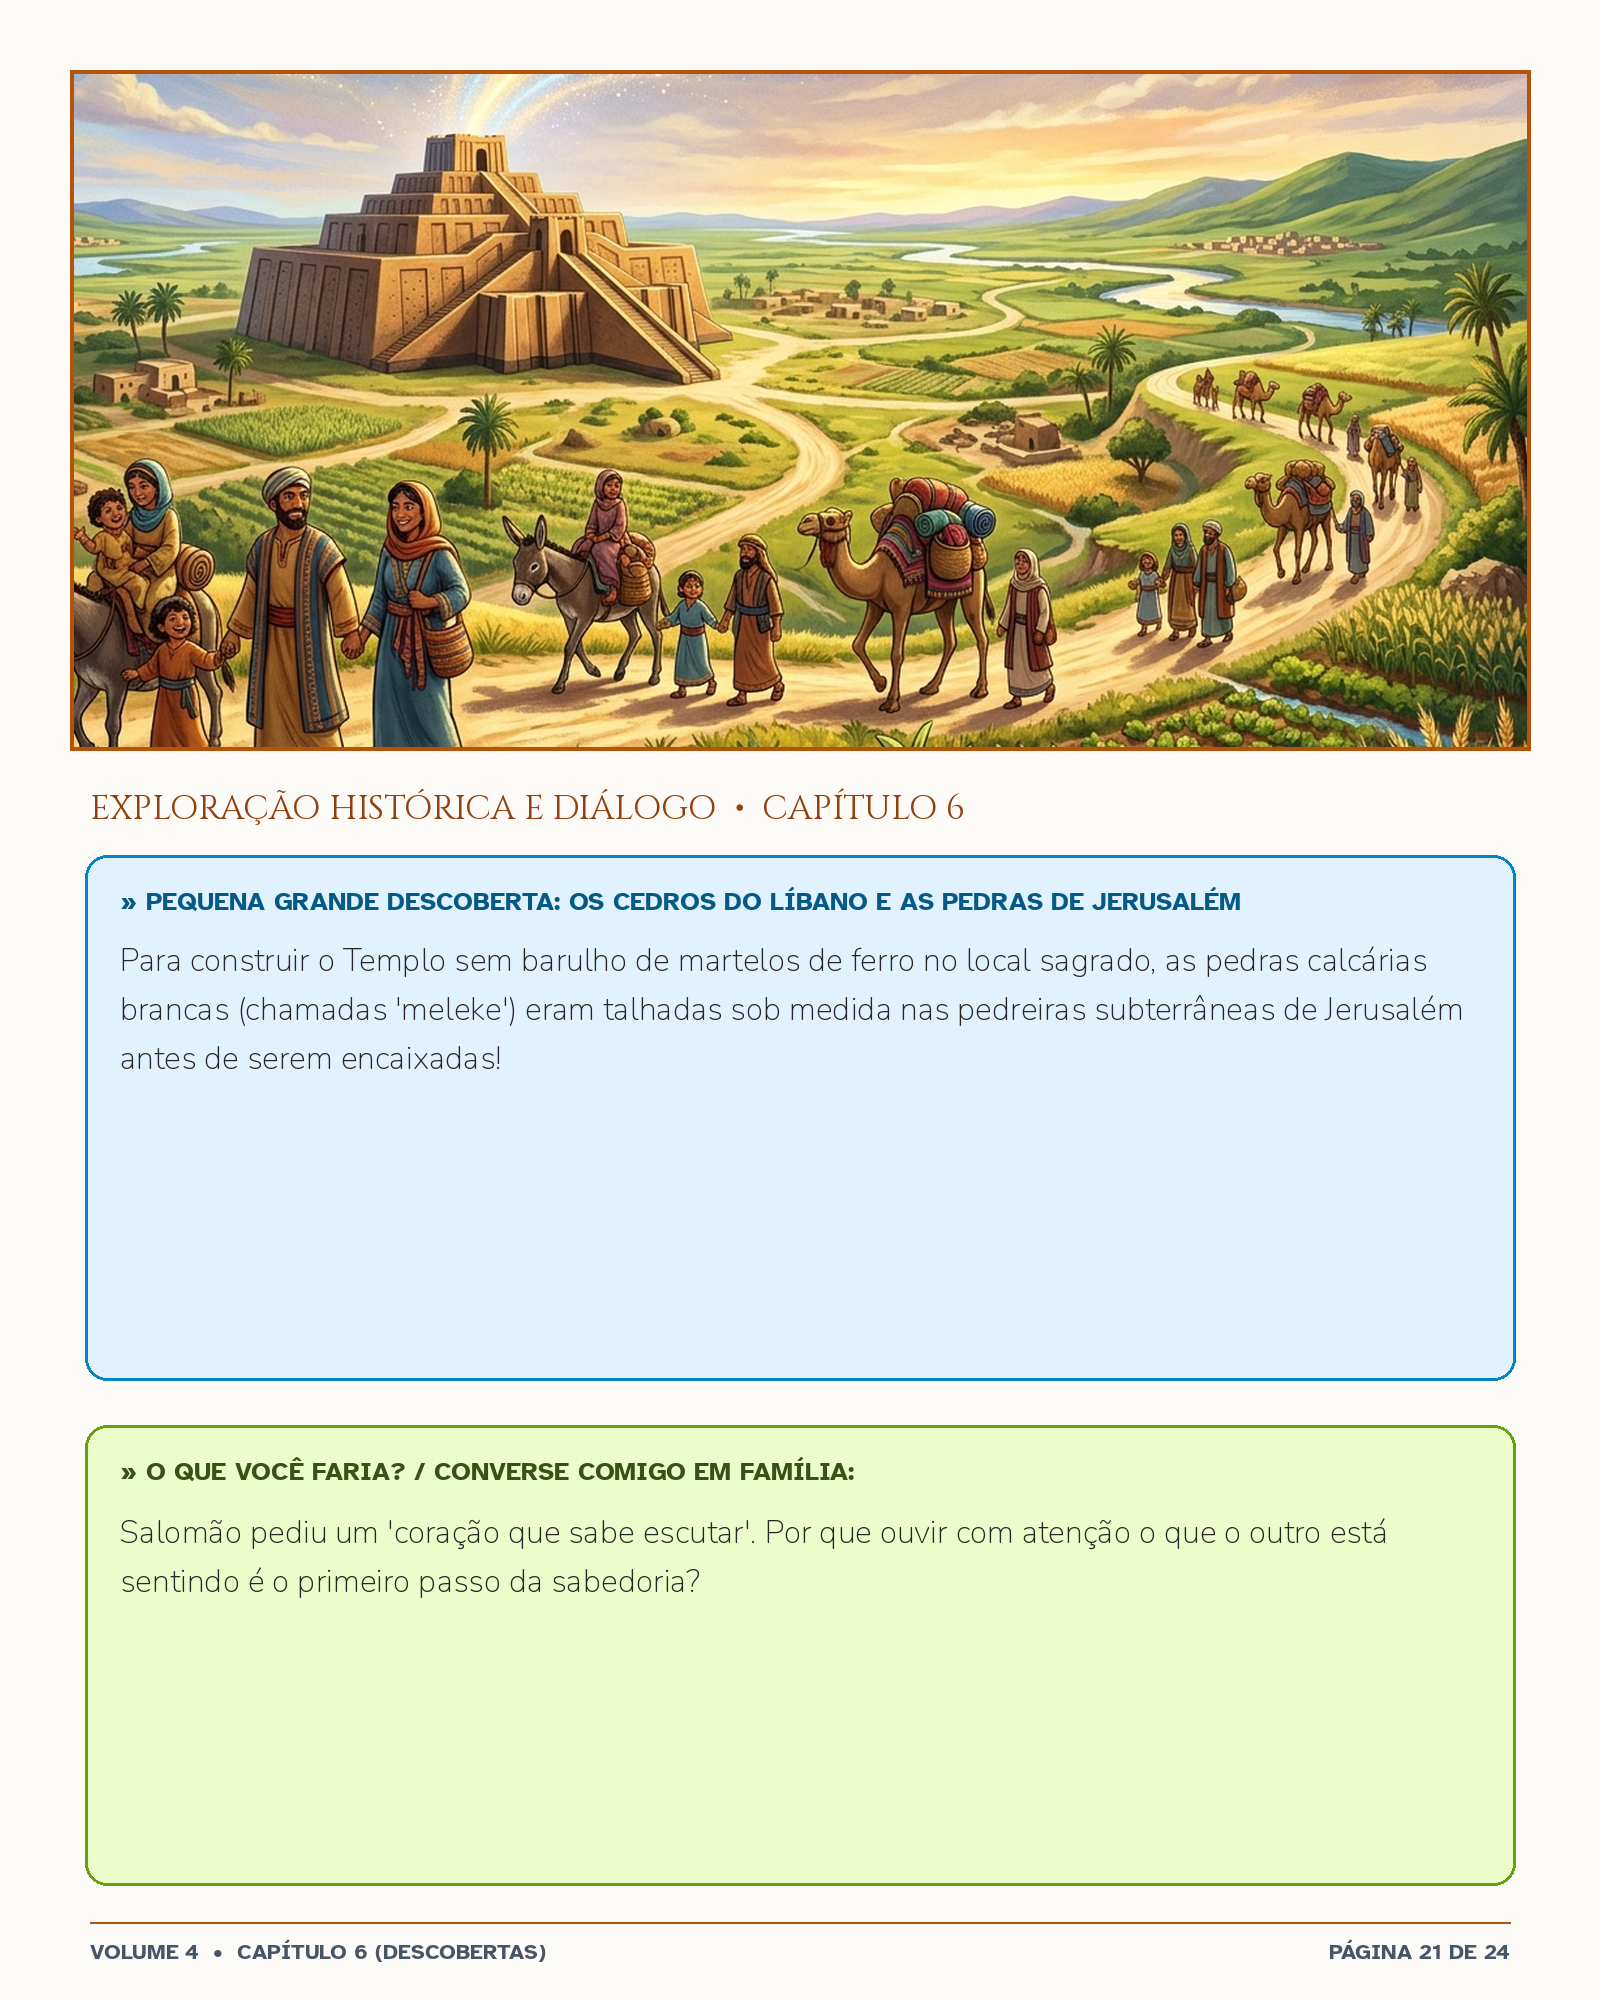 EXPLORAÇÃO HISTÓRICA E DIÁLOGO • CAPÍTULO 6
» PEQUENA GRANDE DESCOBERTA: OS CEDROS DO LÍBANO E AS PEDRAS DE JERUSALÉM
Para construir o Templo sem barulho de martelos de ferro no local sagrado, as pedras calcárias
brancas (chamadas 'meleke') eram talhadas sob medida nas pedreiras subterrâneas de Jerusalém
antes de serem encaixadas!
» O QUE VOCÊ FARIA? / CONVERSE COMIGO EM FAMÍLIA:
Salomão pediu um 'coração que sabe escutar'. Por que ouvir com atenção o que o outro está
sentindo é o primeiro passo da sabedoria?
VOLUME 4 • CAPÍTULO 6 (DESCOBERTAS)
PÁGINA 21 DE 24